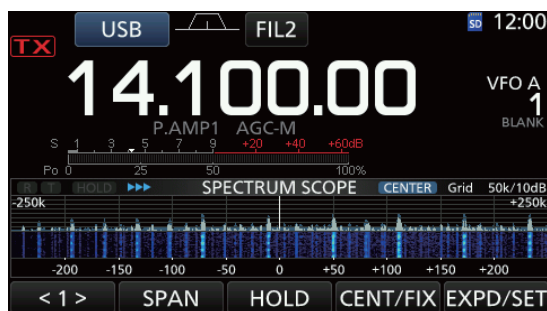 USB FIL2 SD 12:00
TX
14.100.00
VFO A
1
P.AMP1 AGC-M
BLANK
S 1 3 5 7 9 +20 +40 +60dB
Po 0 25 50 100%
R T HOLD SPECTRUM SCOPE CENTER Grid 50k/10dB
-250k +250k
-200 -150 -100 -50 0 +50 +100 +150 +200
< 1 > SPAN HOLD CENT/FIX EXPD/SET